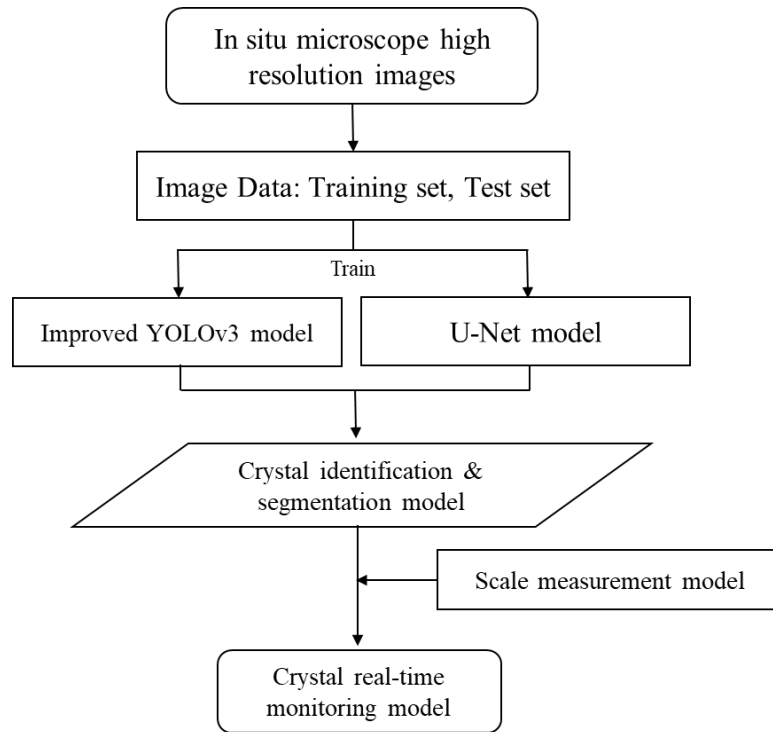 In situ microscope high
resolution images
Image Data: Training set, Test set
Train
Improved YOLOv3 model
U-Net model
Crystal identification &
segmentation model
Scale measurement model
Crystal real-time
monitoring model